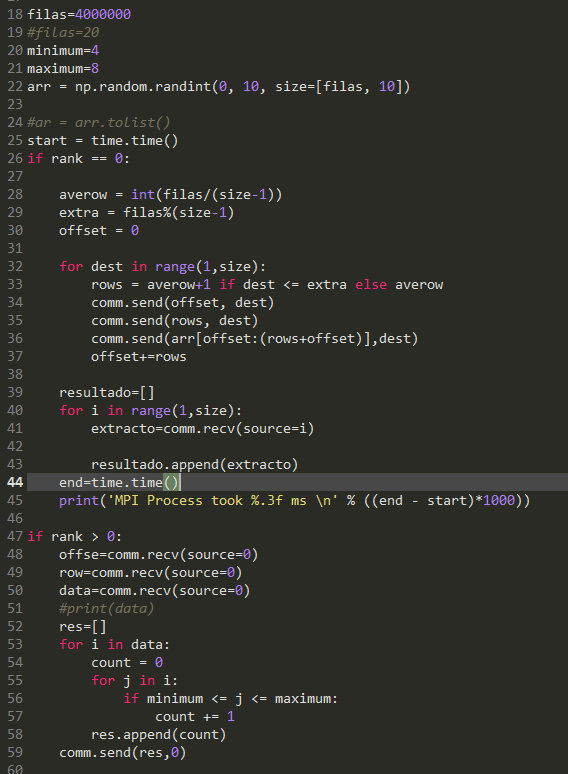 18 filas=4000000
19 #filas=20
20 minimum=4
21 maximum=8
22 arr = np.random.randint(0, 10, size=[filas, 10])
23
24 #ar = arr.tolist()
25 start = time.time()
26 if rank == 0:
27
28     averow = int(filas/(size-1))
29     extra = filas%(size-1)
30     offset = 0
31
32     for dest in range(1,size):
33         rows = averow+1 if dest <= extra else averow
34         comm.send(offset, dest)
35         comm.send(rows, dest)
36         comm.send(arr[offset:(rows+offset)],dest)
37         offset+=rows
38
39     resultado=[]
40     for i in range(1,size):
41         extracto=comm.recv(source=i)
42
43         resultado.append(extracto)
44     end=time.time()
45     print('MPI Process took %.3f ms \n' % ((end - start)*1000))
46
47 if rank > 0:
48     offse=comm.recv(source=0)
49     row=comm.recv(source=0)
50     data=comm.recv(source=0)
51     #print(data)
52     res=[]
53     for i in data:
54         count = 0
55         for j in i:
56             if minimum <= j <= maximum:
57                 count += 1
58         res.append(count)
59     comm.send(res,0)
60